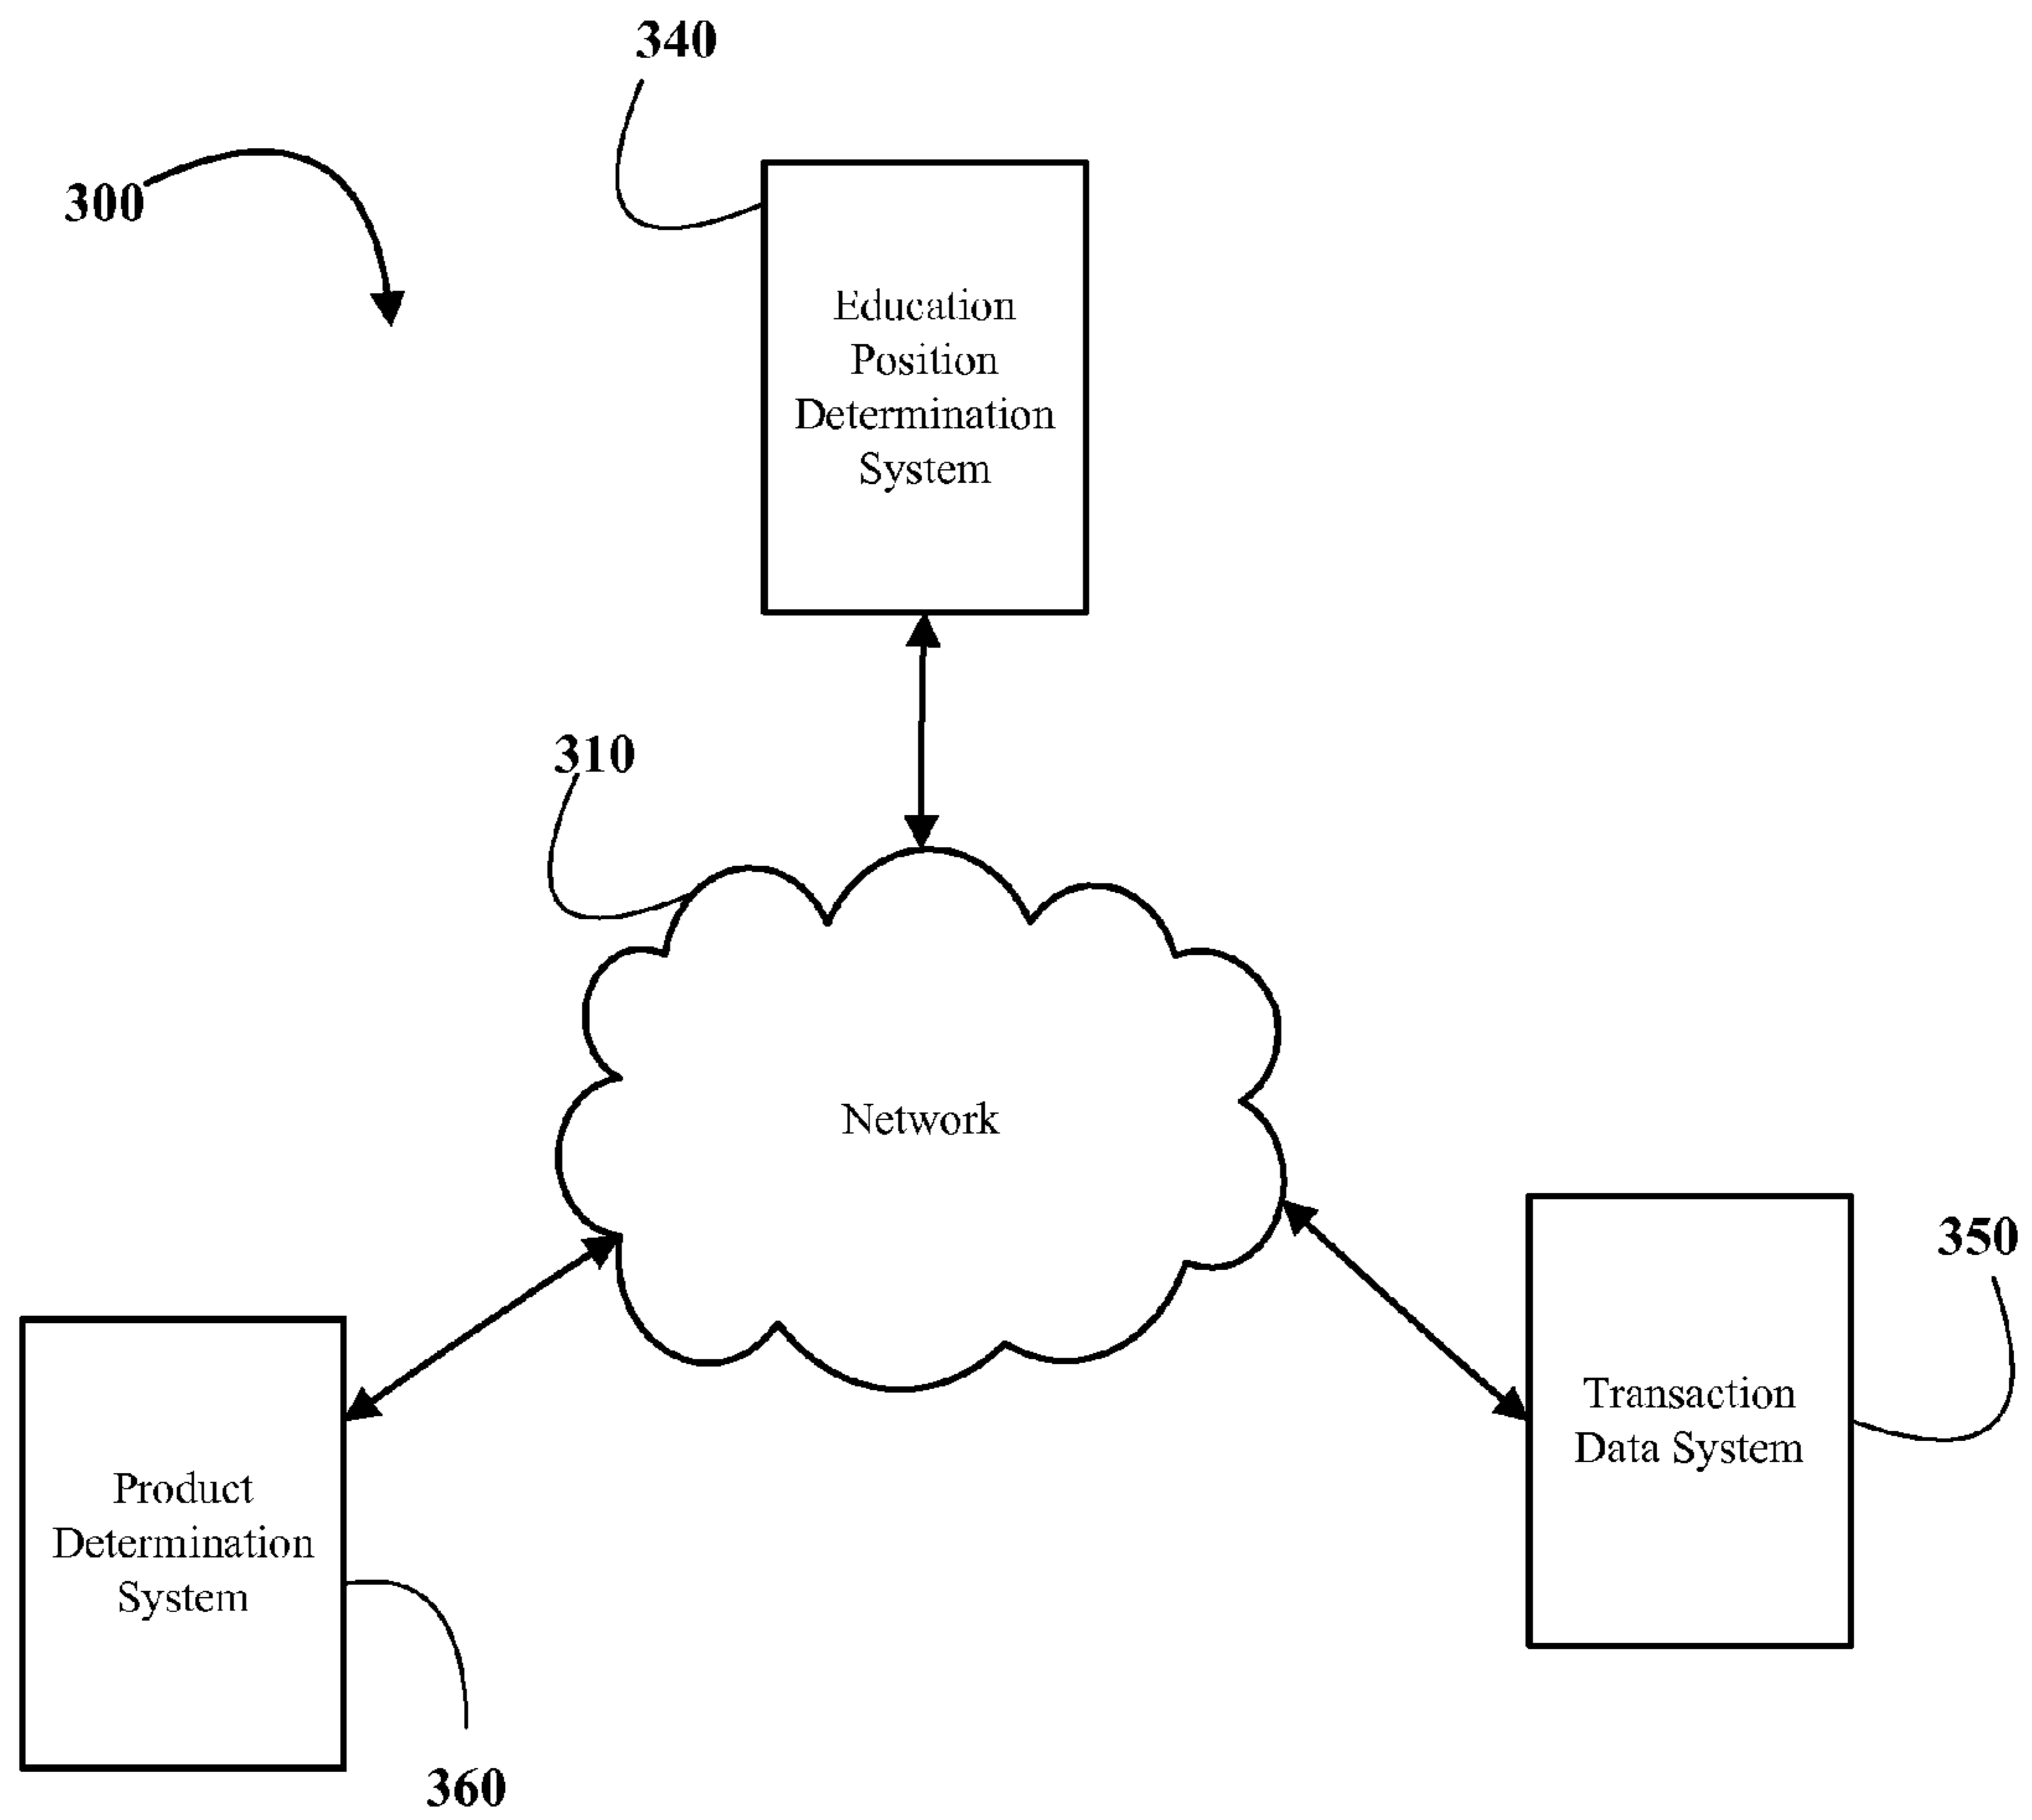 340
300
Education
Position
Determination
System
310
Network
350
Transaction
Data System
Product
Determination
System
360